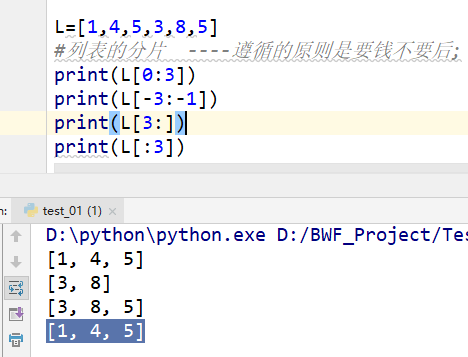 L=[1,4,5,3,8,5]
#列表的分片 ----遵循的原则是要钱不要后;
print(L[0:3])
print(L[-3:-1])
print(L[3:])
print(L[:3])
n: test_01 (1) ×
D:\python\python.exe D:/BWF_Project/Tes
[1, 4, 5]
[3, 8]
[3, 8, 5]
[1, 4, 5]